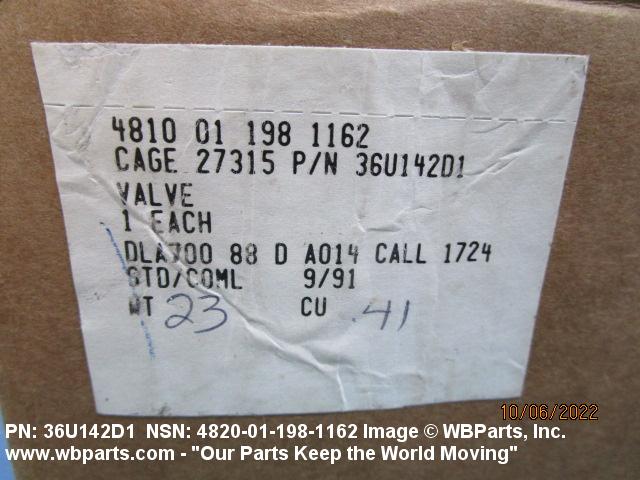 4810 01 198 1162
CAGE 27315 P/N 36U142D1
VALVE
1 EACH
DLA700 88 D A014 CALL 1724
STD/COML 9/91
WT 23 CU .41
10/06/2022
PN: 36U142D1 NSN: 4820-01-198-1162 Image © WBParts, Inc.
www.wbparts.com - "Our Parts Keep the World Moving"